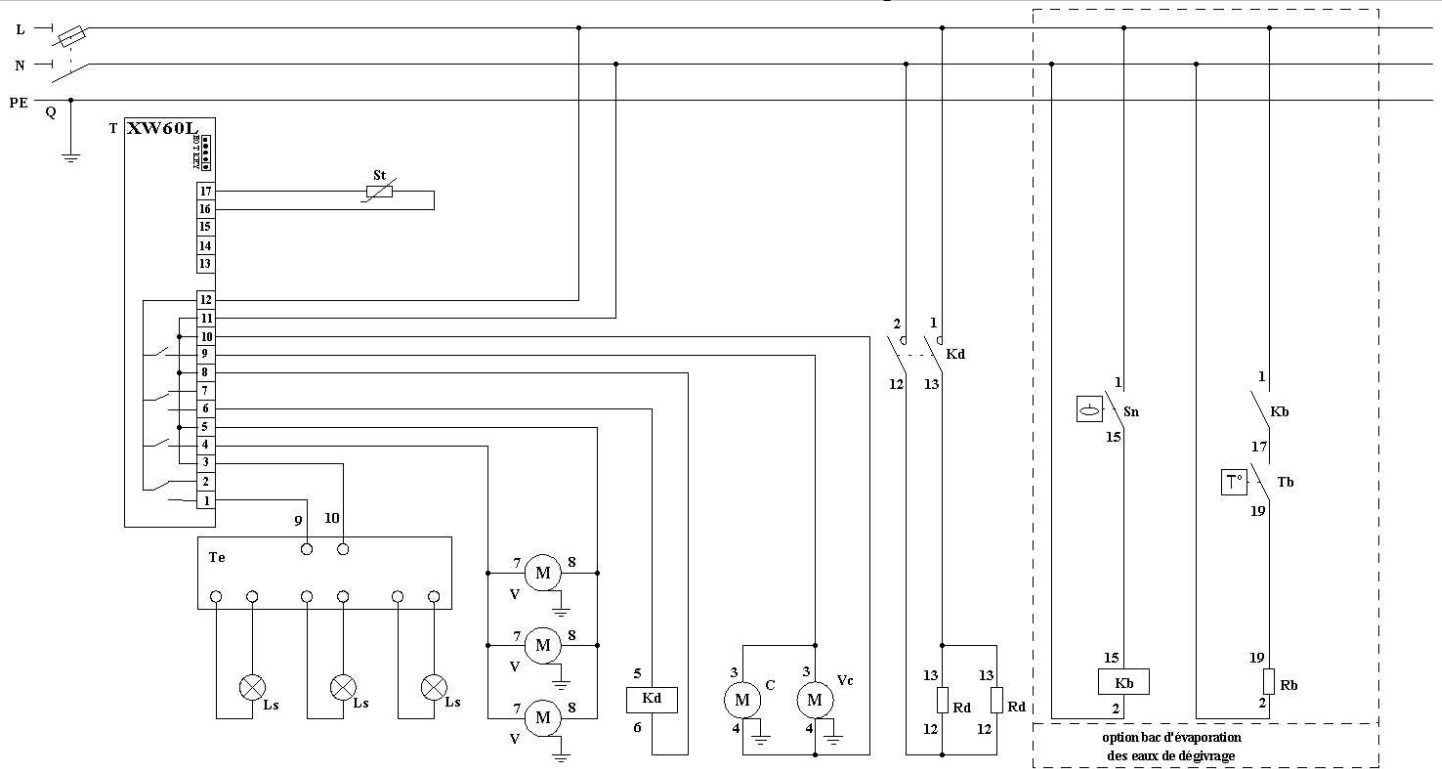 L
N
PE
Q
T XW60L
HOT KEY
St
17
16
15
14
13
12
11
10
9
8
7
6
5
4
3
2
1
9 10
Te
Ls Ls Ls
7 M 8
V
7 M 8
V
7 M 8
V
5
Kd
6
3 3
M C M Vc
4 4
2 1
Kd
12 13
13 13
Rd Rd
12 12
1
Sn
15
15
Kb
2
1
Kb
17
T° Tb
19
19
Rb
2
option bac d'évaporation
des eaux de dégivrage